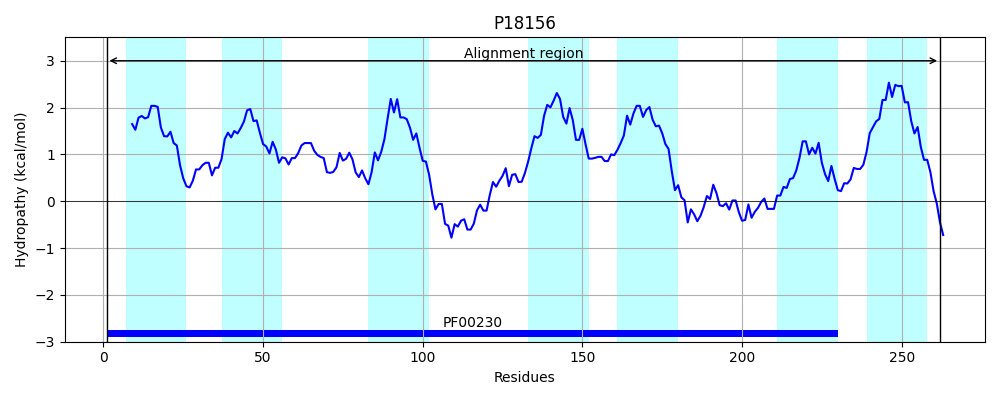 P18156
Alignment region
3
2
1
0
−1
−2
−3
Hydropathy (kcal/mol)
PF00230
0 50 100 150 200 250
Residues